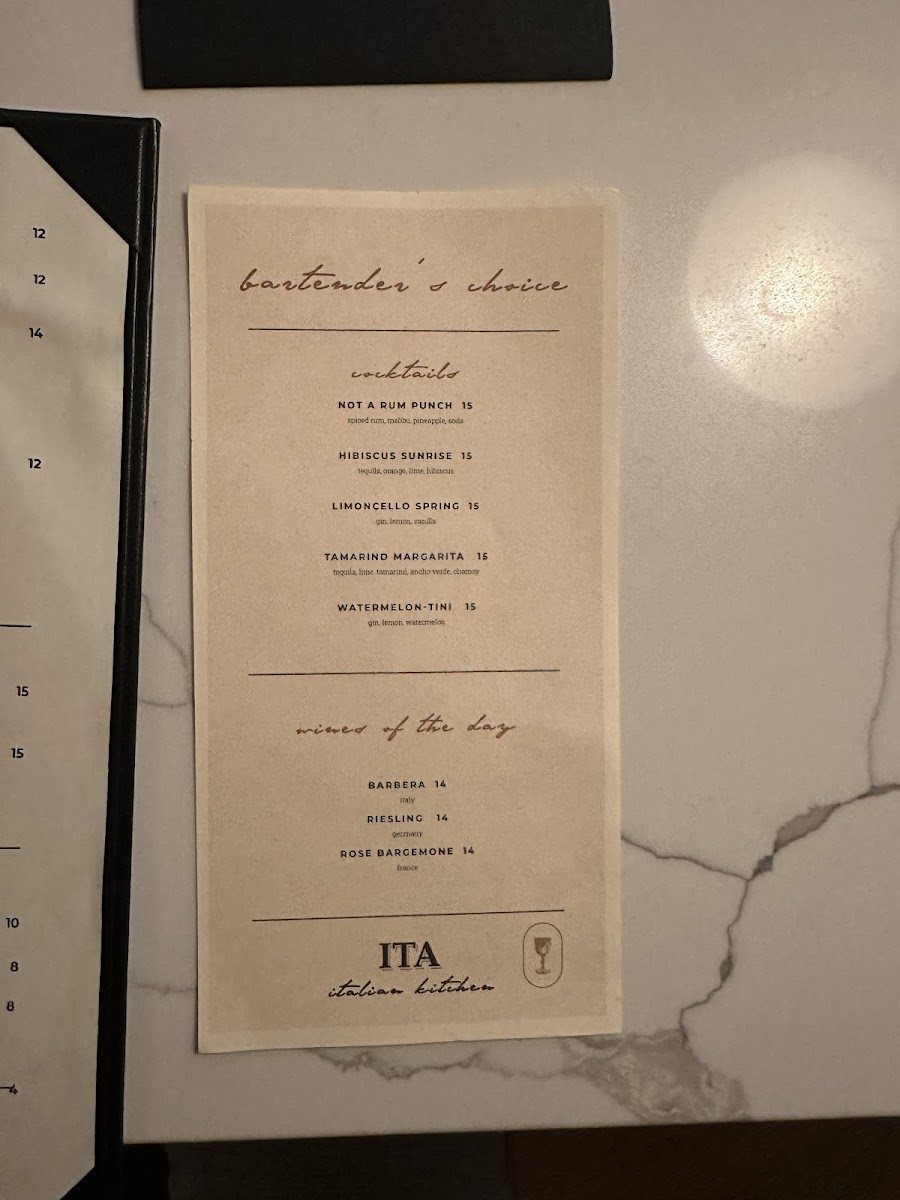 12
12
14
12
15
15
10
8
8
4
bartender's choice
cocktails
NOT A RUM PUNCH 15
spiced rum, malibu, pineapple, soda
HIBISCUS SUNRISE 15
tequila, orange, lime, hibiscus
LIMONCELLO SPRING 15
gin, lemon, vanilla
TAMARIND MARGARITA 15
tequila, lime, tamarind, ancho verde, chamoy
WATERMELON-TINI 15
gin, lemon, watermelon
wines of the day
BARBERA 14
italy
RIESLING 14
germany
ROSE BARGEMONE 14
france
ITA
italian kitchen